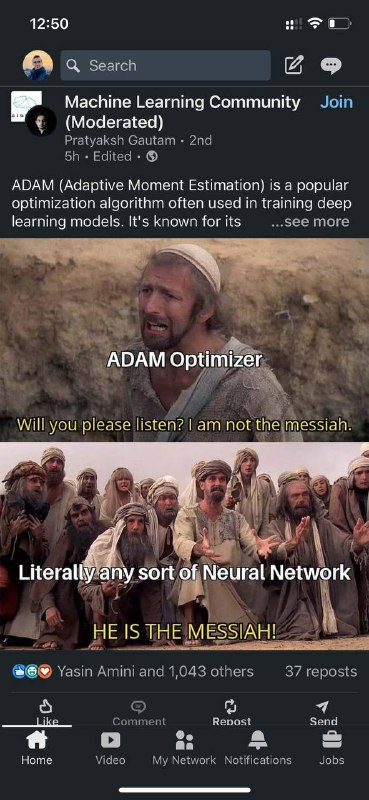 12:50
Search
Machine Learning Community
Join
(Moderated)
Pratyaksh Gautam • 2nd
5h • Edited •
ADAM (Adaptive Moment Estimation) is a popular
optimization algorithm often used in training deep
learning models. It's known for its ...see more
ADAM Optimizer
Will you please listen? I am not the messiah.
Literally any sort of Neural Network
HE IS THE MESSIAH!
Yasin Amini and 1,043 others 37 reposts
Like Comment Repost Send
Home Video My Network Notifications Jobs